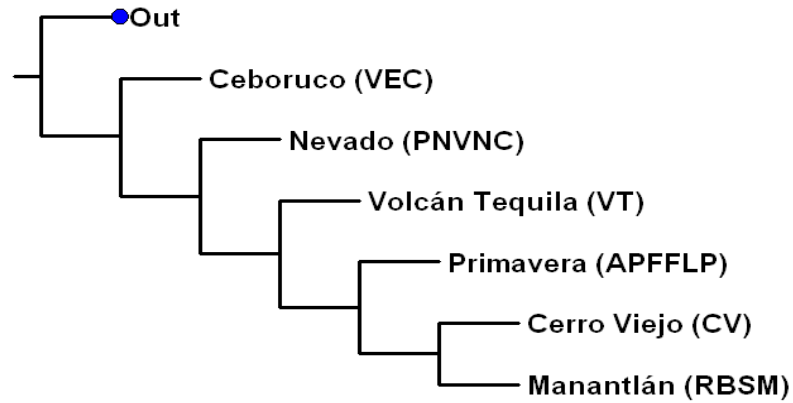 Out
Ceboruco (VEC)
Nevado (PNVNC)
Volcán Tequila (VT)
Primavera (APFFLP)
Cerro Viejo (CV)
Manantlán (RBSM)